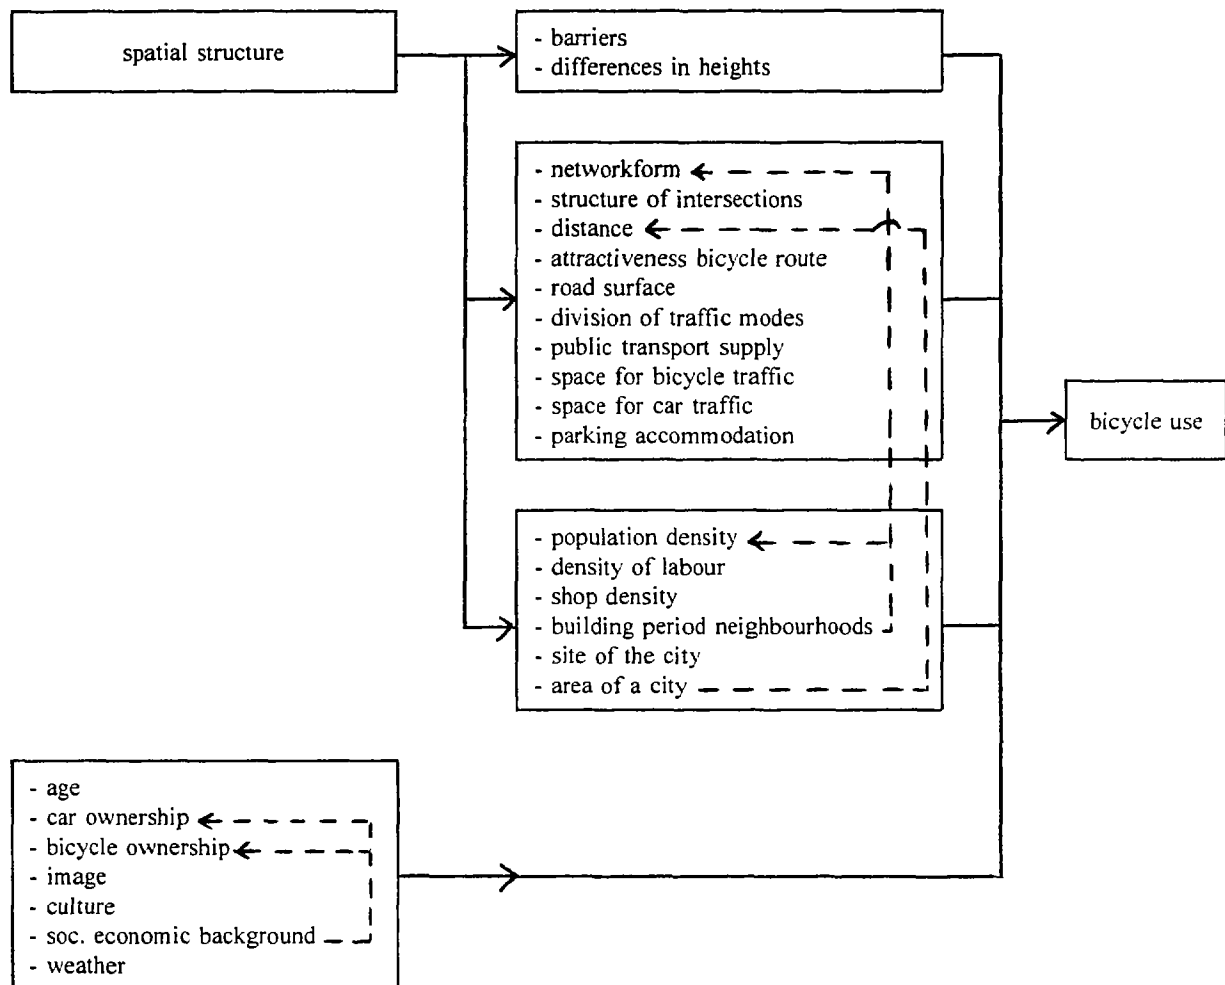 spatial structure
- barriers
- differences in heights
- networkform
- structure of intersections
- distance
- attractiveness bicycle route
- road surface
- division of traffic modes
- public transport supply
- space for bicycle traffic
- space for car traffic
- parking accommodation
bicycle use
- population density
- density of labour
- shop density
- building period neighbourhoods
- site of the city
- area of a city
- age
- car ownership
- bicycle ownership
- image
- culture
- soc. economic background
- weather